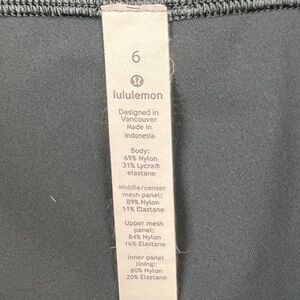 6
lululemon
Designed in
Vancouver
Made in
Indonesia
Body:
69% Nylon
31% Lycra®
elastane
Middle/center
mesh panel:
89% Nylon
11% Elastane
Upper mesh
panel:
84% Nylon
16% Elastane
Inner panel
lining:
80% Nylon
20% Elastane